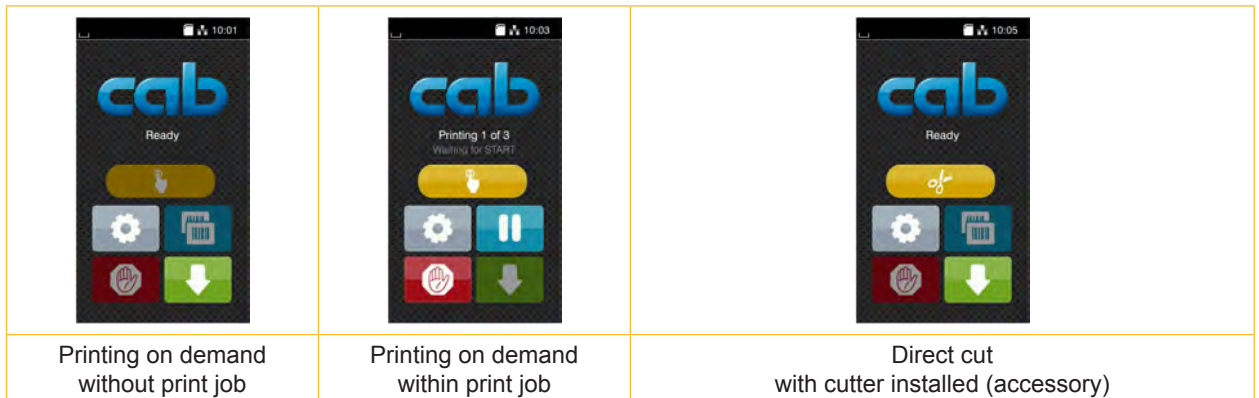 10:01
cab
Ready
Printing on demand
without print job
10:03
cab
Printing 1 of 3
Waiting for START
Printing on demand
within print job
10:05
cab
Ready
Direct cut
with cutter installed (accessory)